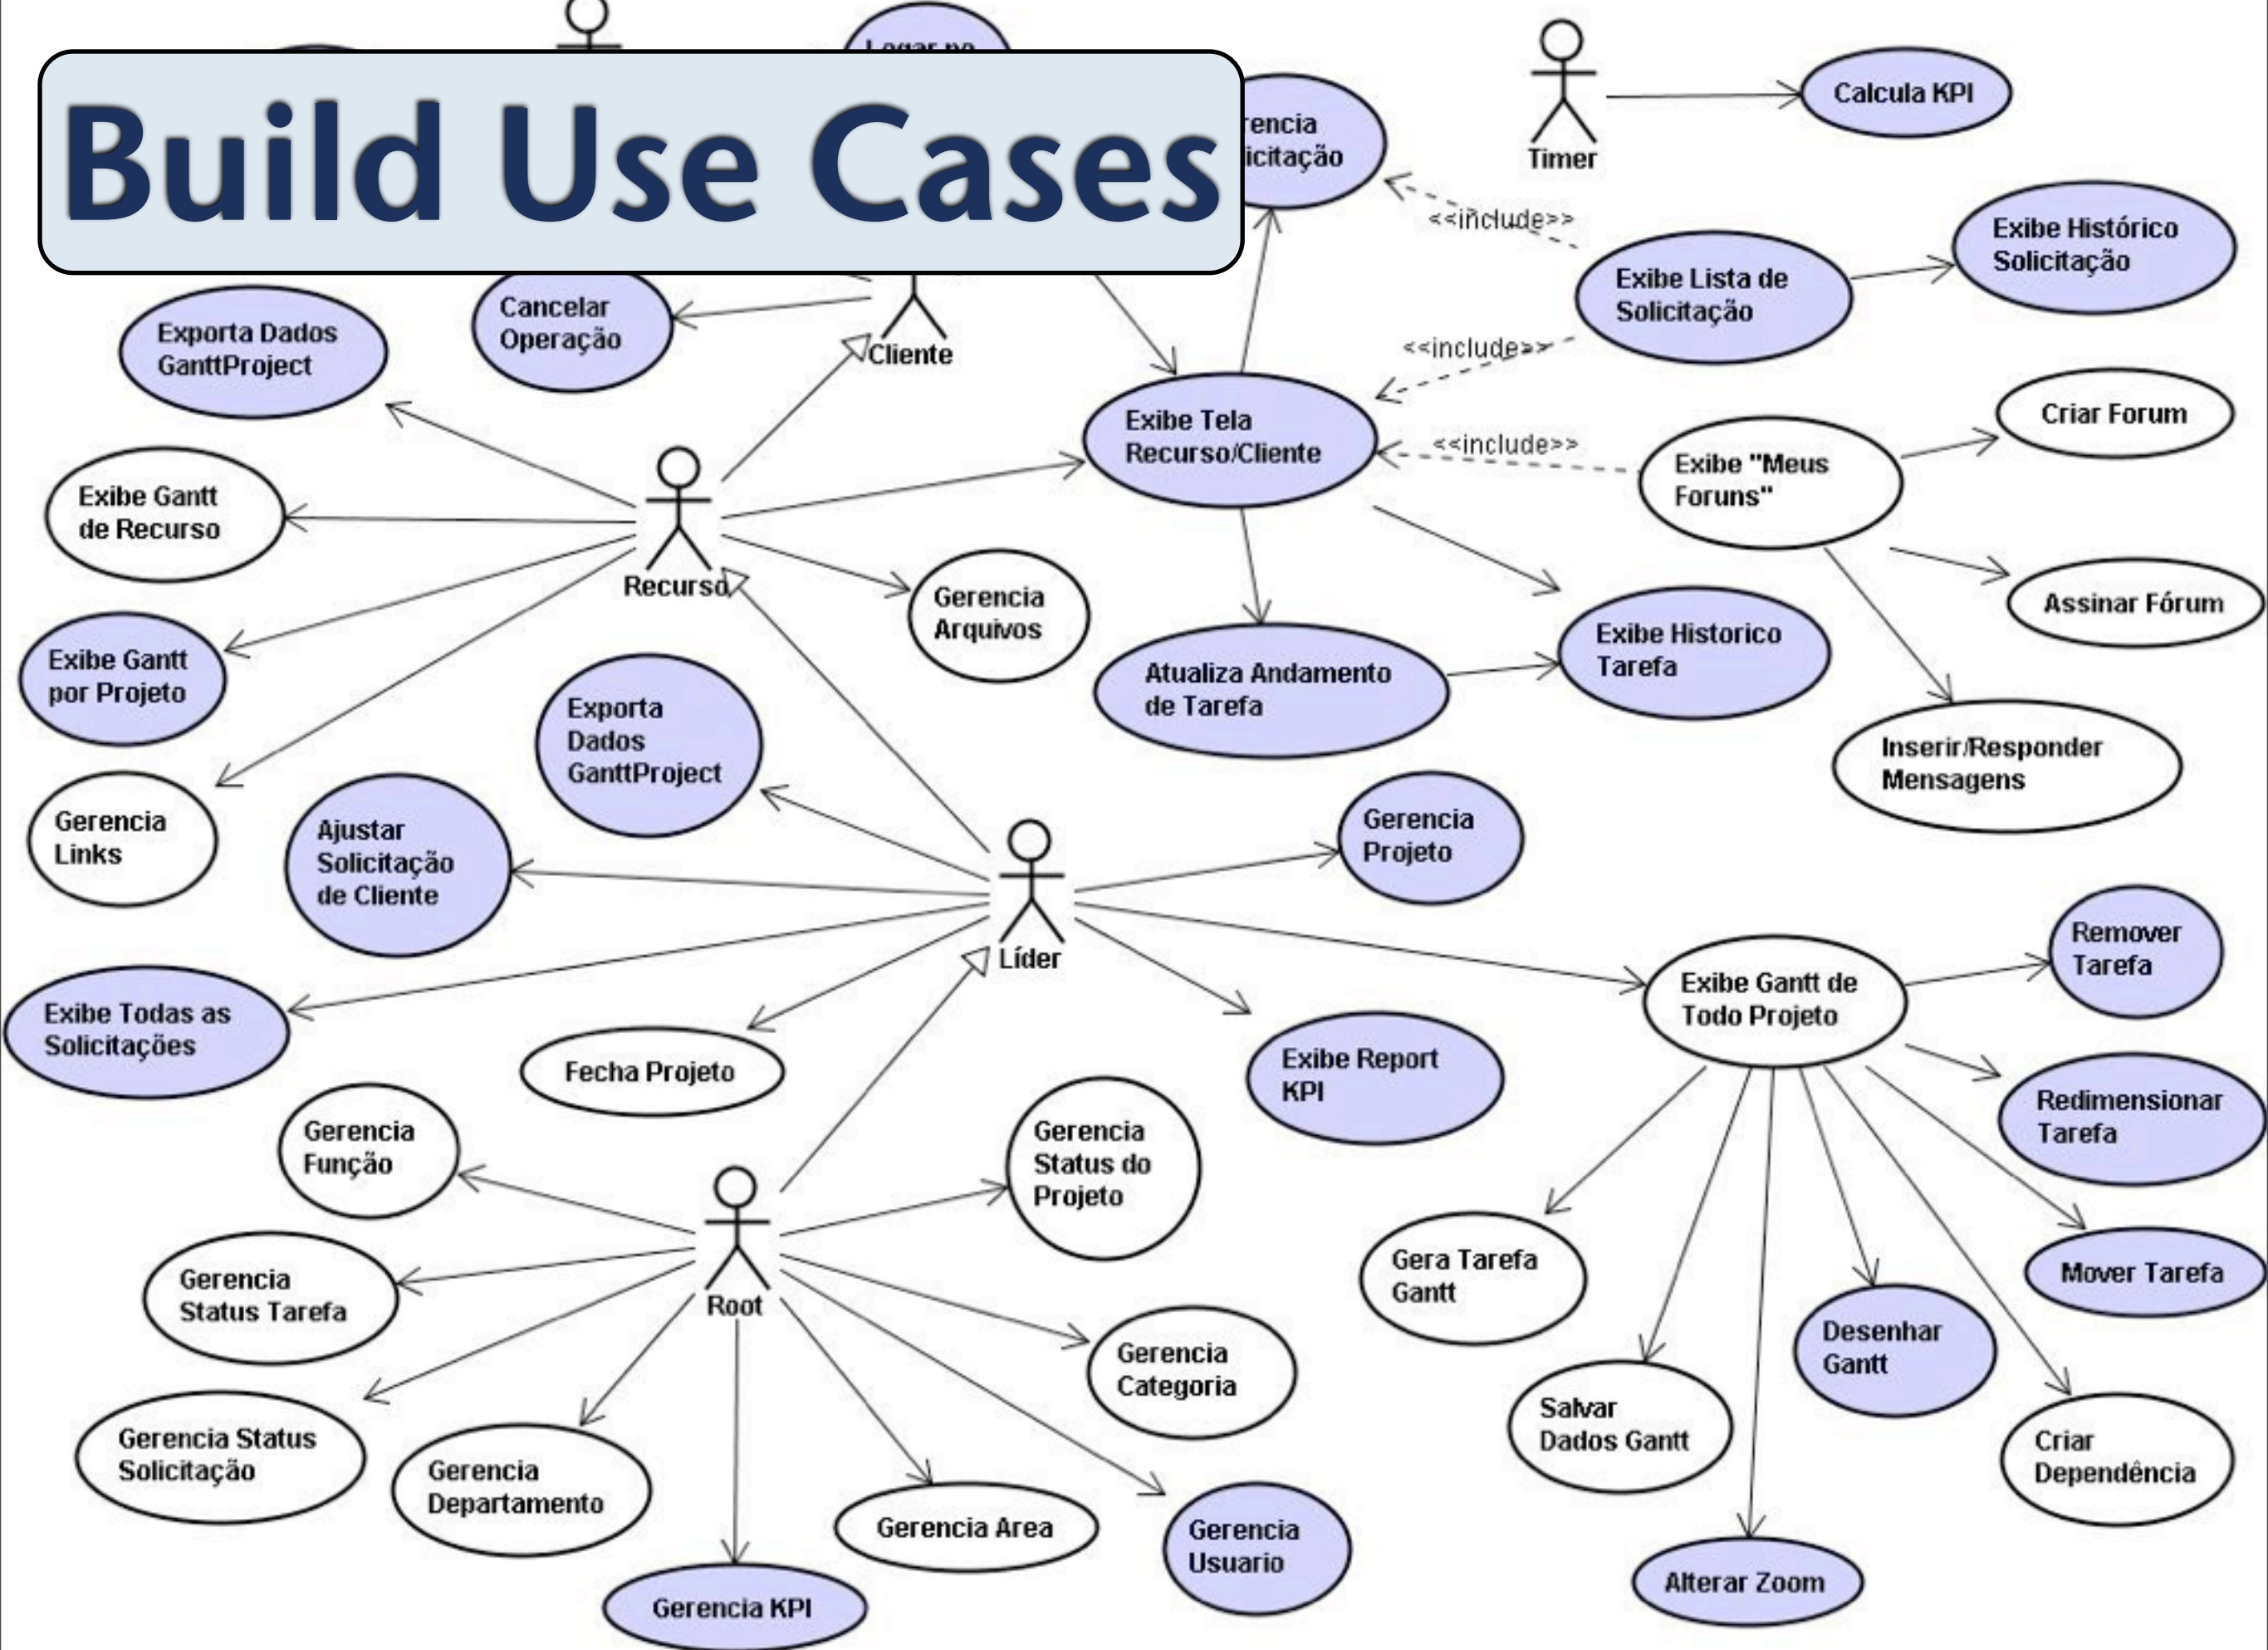 Build Use Cases
Calcula KPI
Timer
<<include>>
Exibe Histórico
Solicitação
Exibe Lista de
Solicitação
Cancelar
Operação
Exporta Dados
GanttProject
Cliente
<<include>>
Exibe Tela
Recurso/Cliente
<<include>>
Criar Forum
Exibe "Meus
Foruns"
Exibe Gantt
de Recurso
Recurso
Gerencia
Arquivos
Assinar Fórum
Exibe Gantt
por Projeto
Atualiza Andamento
de Tarefa
Exibe Historico
Tarefa
Exporta
Dados
GanttProject
Inserir/Responder
Mensagens
Gerencia
Links
Ajustar
Solicitação
de Cliente
Gerencia
Projeto
Líder
Remover
Tarefa
Exibe Todas as
Solicitações
Exibe Gantt de
Todo Projeto
Fecha Projeto
Exibe Report
KPI
Redimensionar
Tarefa
Gerencia
Função
Gerencia
Status do
Projeto
Gerencia
Status Tarefa
Root
Gera Tarefa
Gantt
Mover Tarefa
Gerencia
Categoria
Desenhar
Gantt
Gerencia Status
Solicitação
Gerencia
Departamento
Salvar
Dados Gantt
Criar
Dependência
Gerencia Area
Gerencia
Usuario
Alterar Zoom
Gerencia KPI